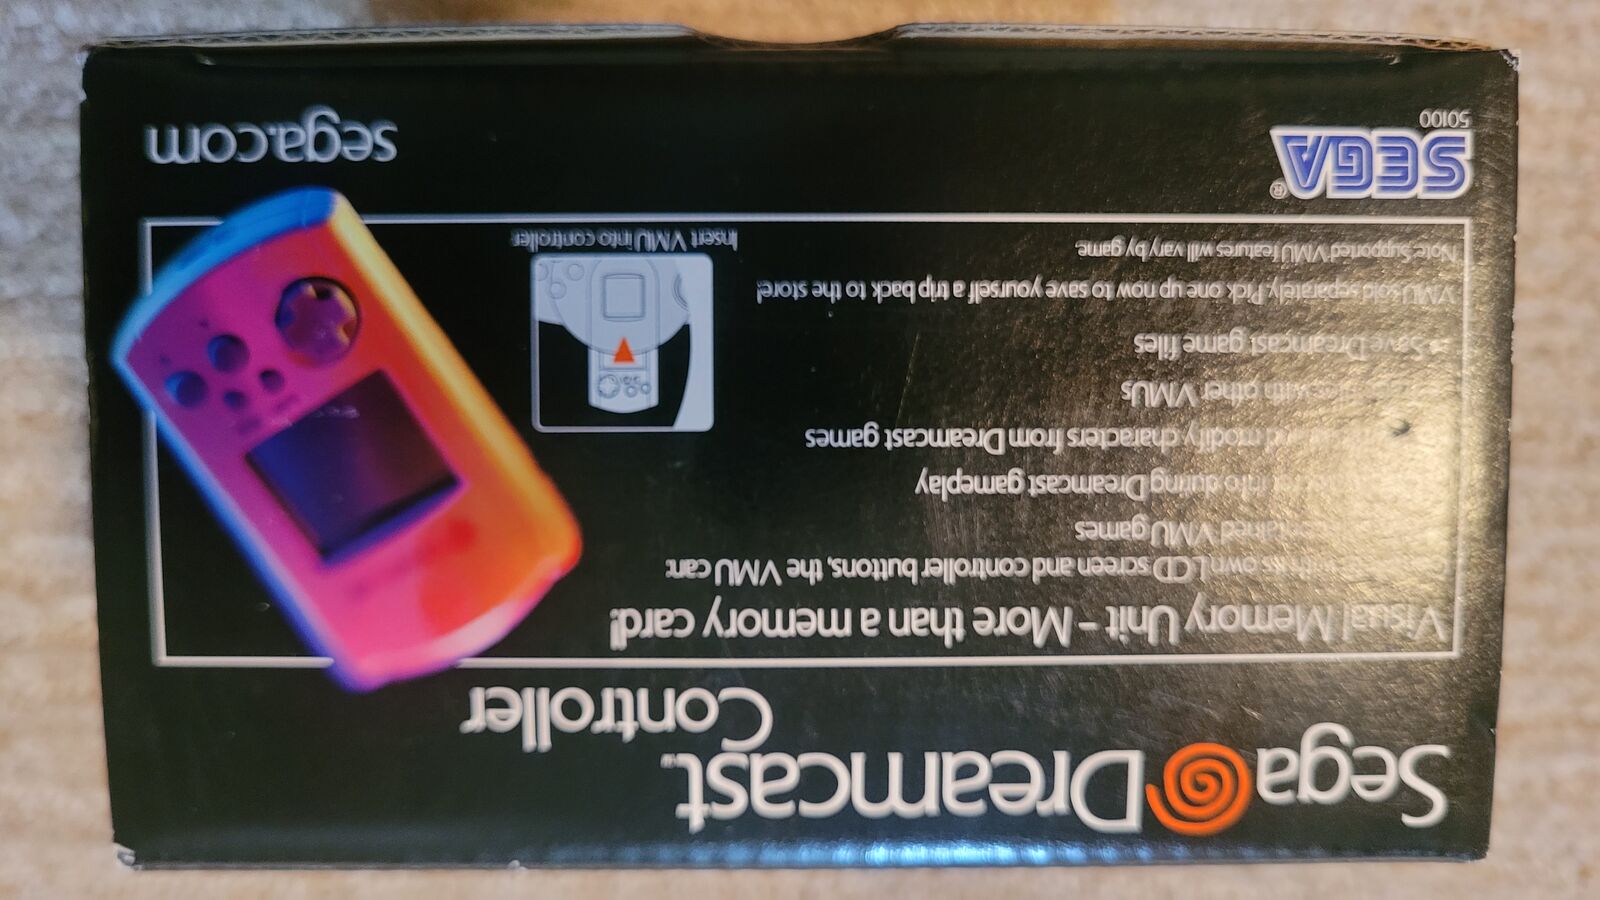 Sega Dreamcast™
Controller
Visual Memory Unit - More than a memory card!
with its own LCD screen and controller buttons, the VMU can:
VMU games
info during Dreamcast gameplay
modify characters from Dreamcast games
with other VMUs
• Save Dreamcast game files
VMU sold separately. Pick one up now to save yourself a trip back to the store!
Note: Supported VMU features will vary by game.
Insert VMU into controller.
SEGA®
50100
sega.com